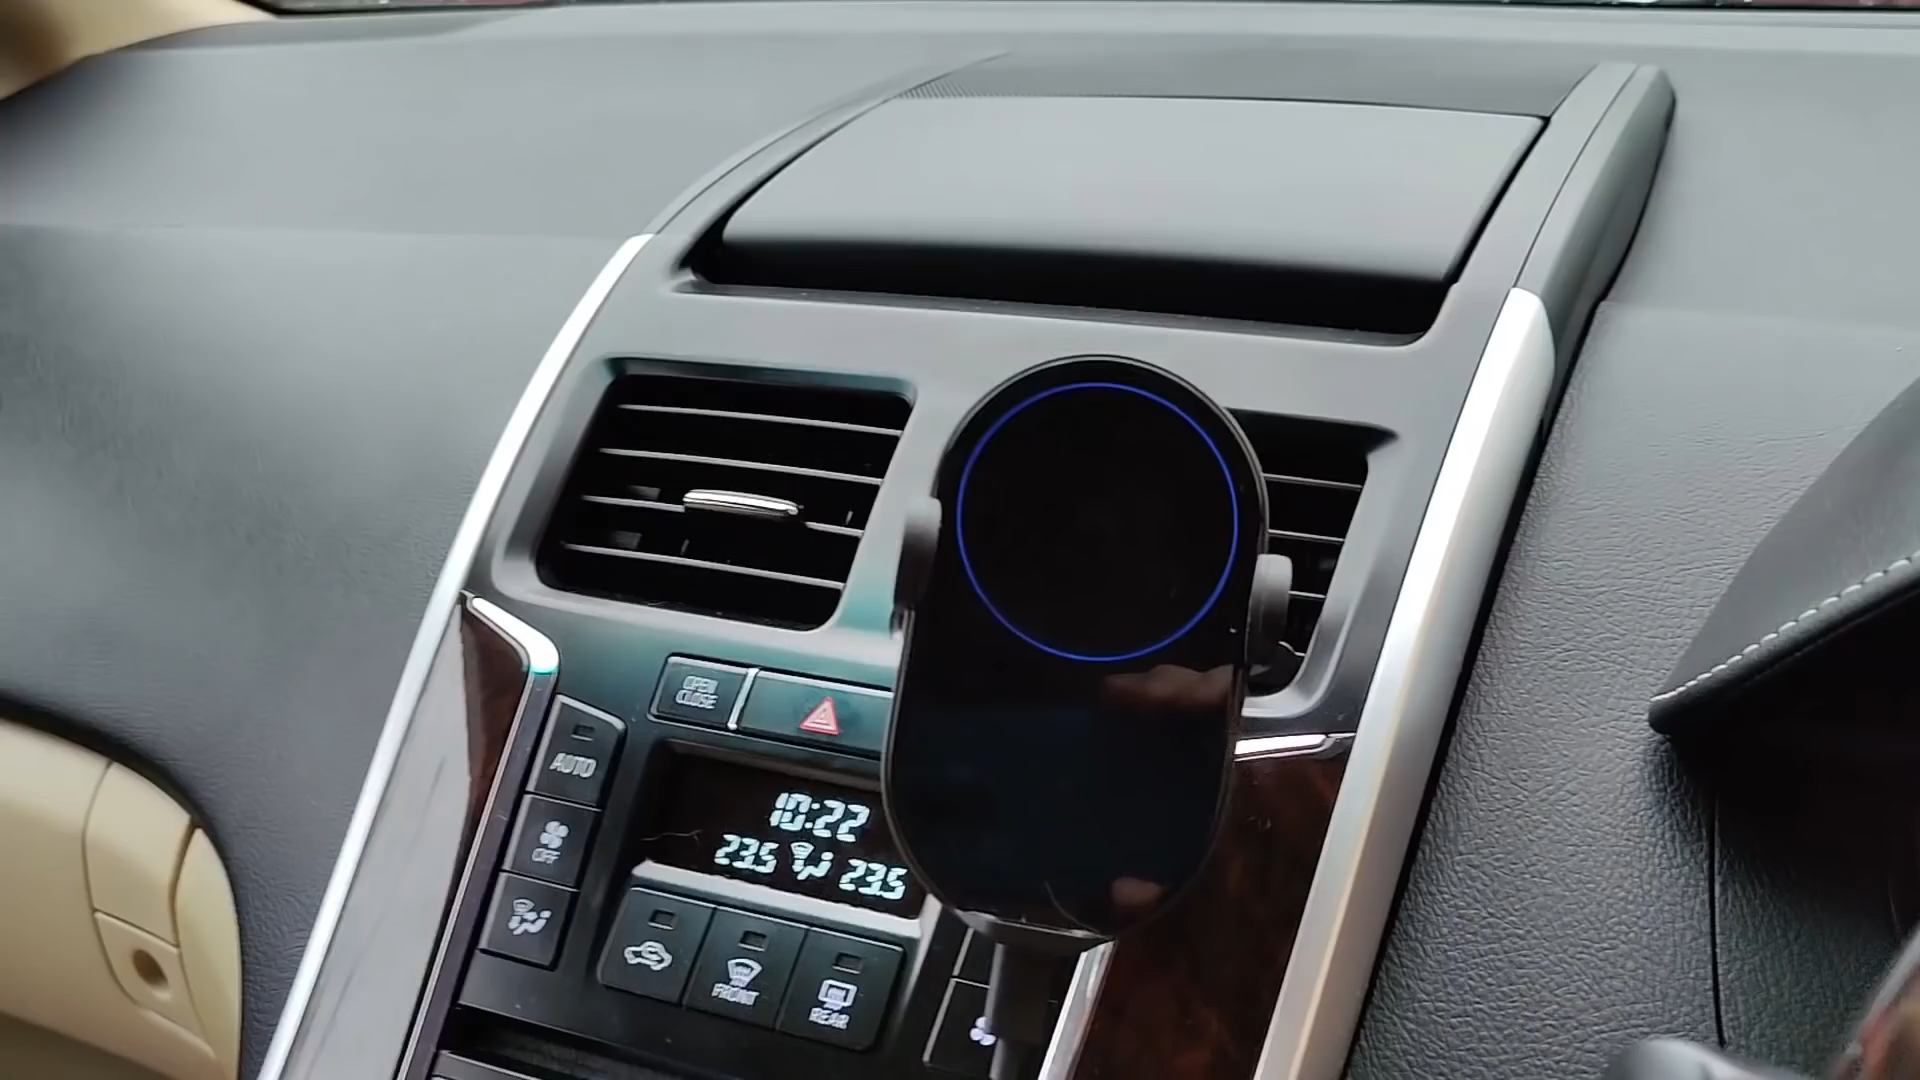 OPEN
CLOSE
AUTO
10:22
OFF
23.5 23.5
FRONT
REAR